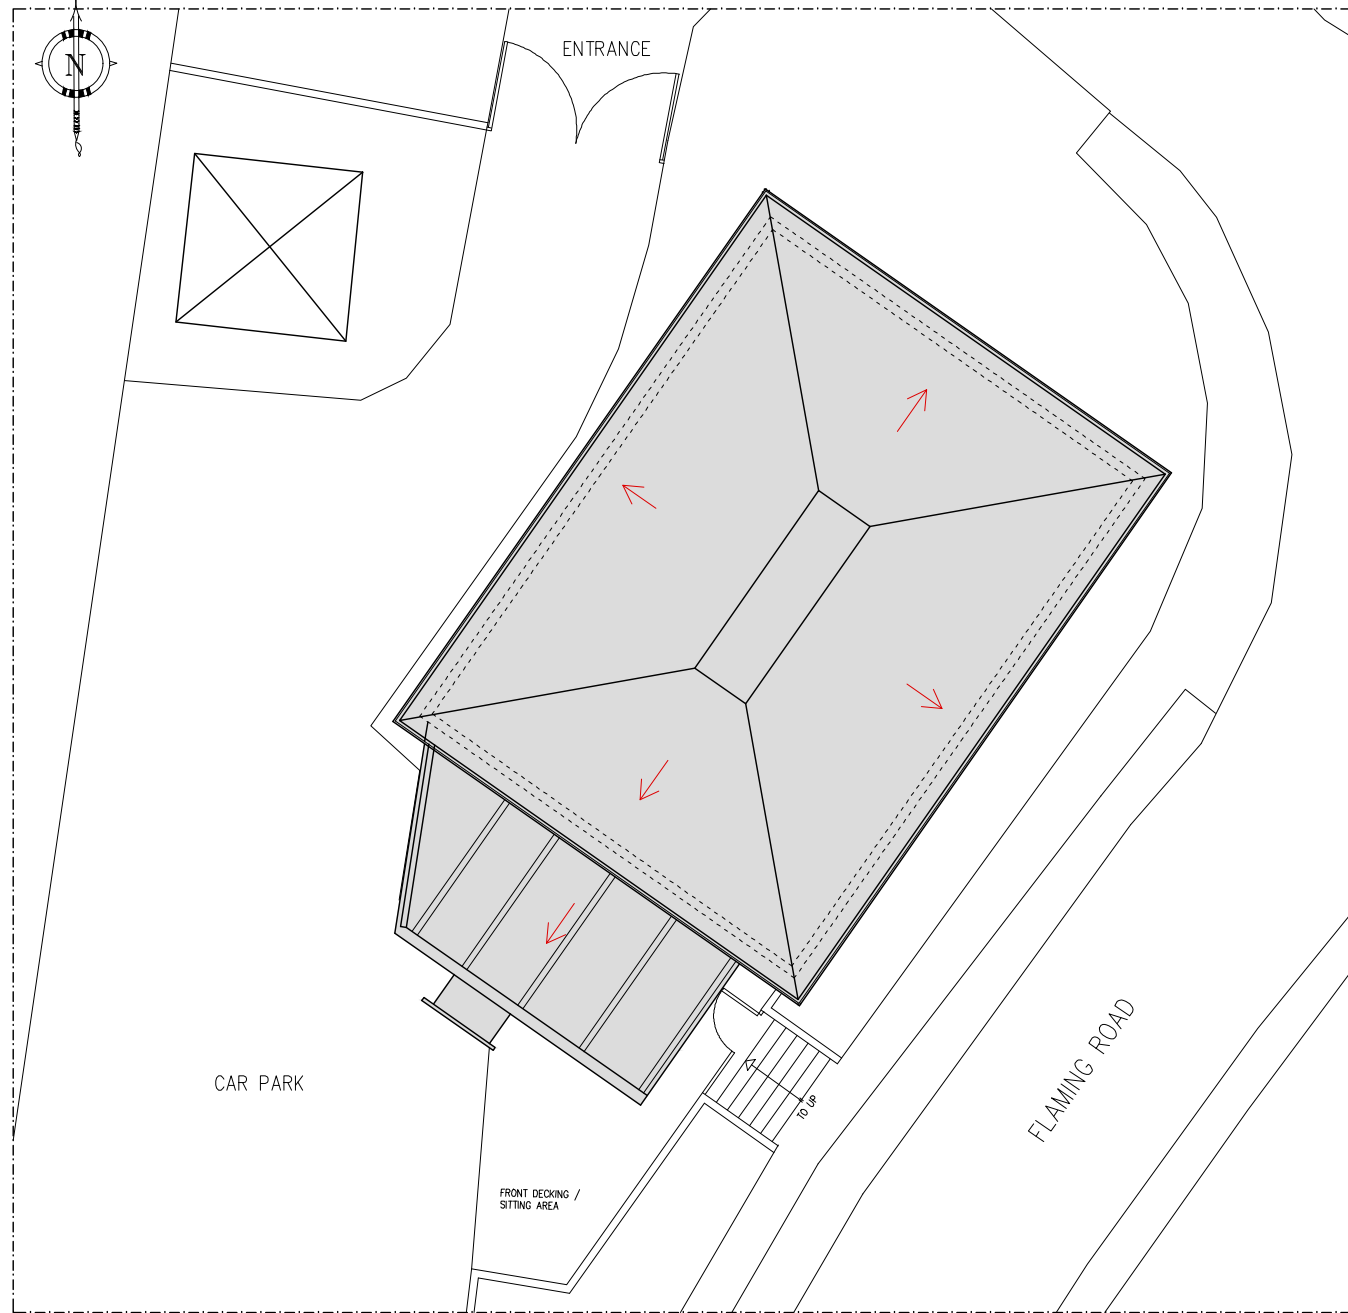 N
ENTRANCE
CAR PARK
FLAMING ROAD
TO UP
FRONT DECKING /
SITTING AREA